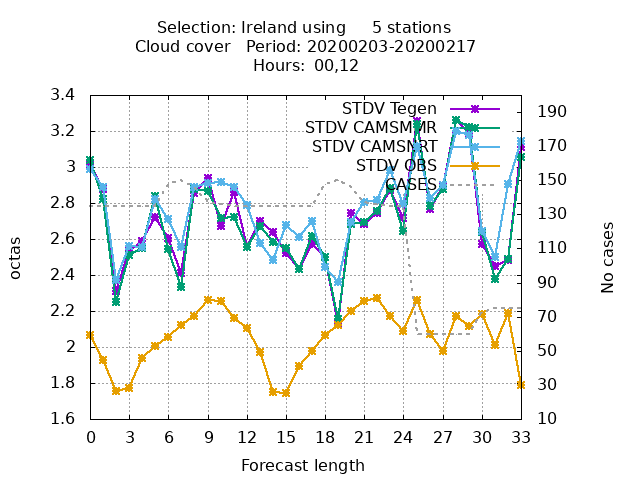 Selection: Ireland using 5 stations
Cloud cover Period: 20200203-20200217
Hours: 00,12
3.4
3.2
3
2.8
2.6
2.4
2.2
2
1.8
1.6
octas
STDV Tegen
STDV CAMSMMR
STDV CAMSNRT
STDV OBS
CASES
190
170
150
130
110
90
70
50
30
10
No cases
0 3 6 9 12 15 18 21 24 27 30 33
Forecast length